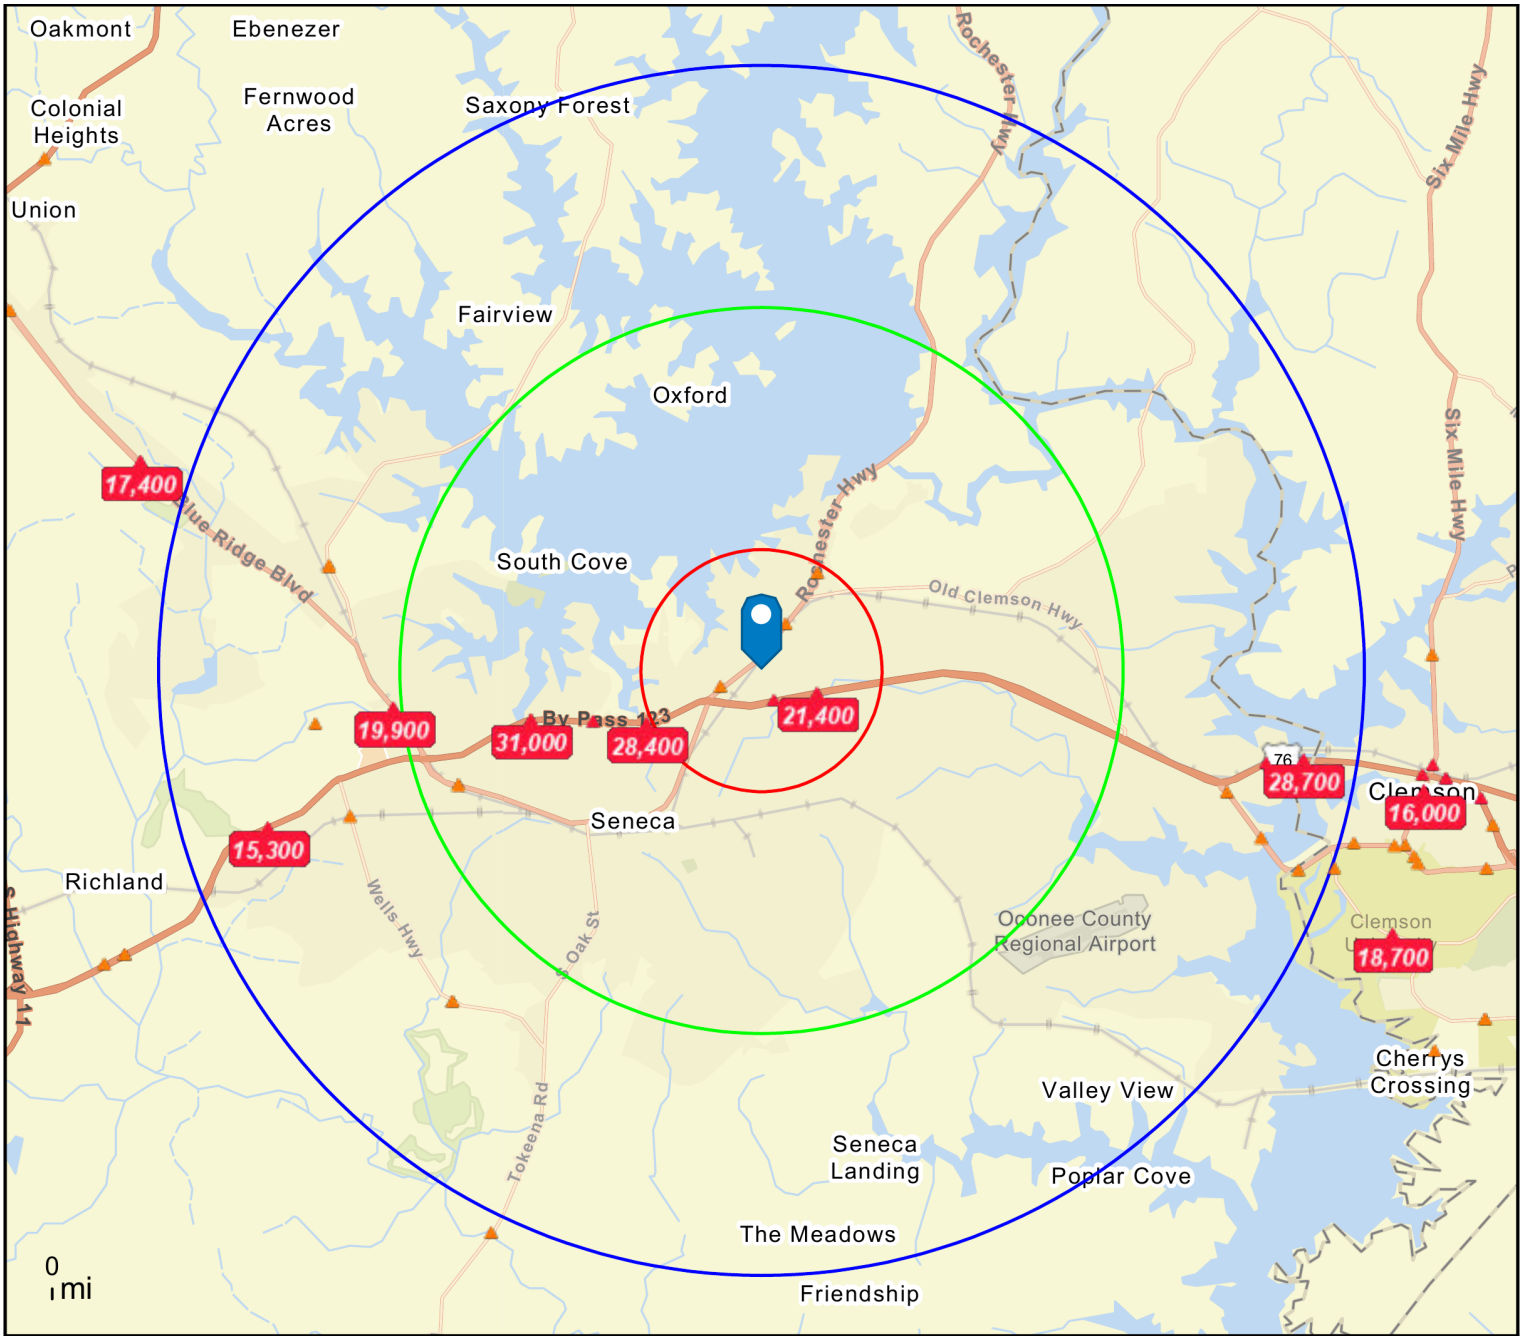 Oakmont
Ebenezer
Rochester Hwy
Six Mile Hwy
Colonial
Heights
Fernwood
Acres
Saxony Forest
Union
Fairview
Oxford
Six Mile Hwy
17,400
Blue Ridge Blvd
Rochester Hwy
South Cove
Old Clemson Hwy
19,900
31,000
By Pass 123
28,400
21,400
76
28,700
Clemson
16,000
Seneca
15,300
Richland
Wells Hwy
S Oak St
S Highway 11
Oconee County
Regional Airport
Clemson
18,700
Cherrys
Crossing
Valley View
Tokeena Rd
Seneca
Landing
Poplar Cove
The Meadows
0
mi
Friendship